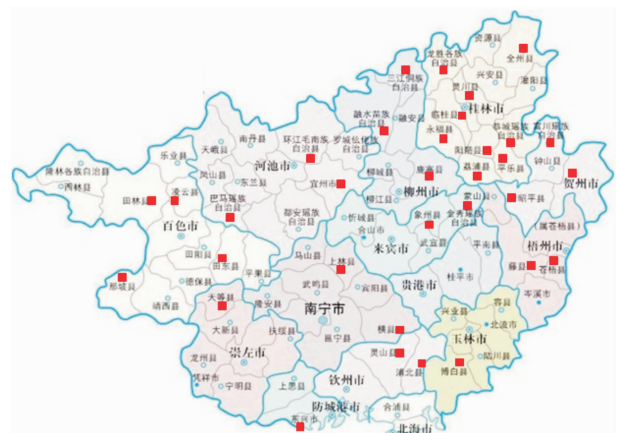 资源县
龙胜各族
自治县
全州县
三江侗族
自治县
兴安县
灌阳县
灵川县
桂林市
临桂县
融水苗族
自治县
融安县
永福县
恭城瑶族
自治县
富川瑶族
自治县
南丹县
天峨县
环江毛南族
自治县
罗城仫佬族
自治县
阳朔县
平乐县
钟山县
乐业县
河池市
荔浦县
贺州市
隆林各族自治县
凤山县
东兰县
宜州市
柳城县
鹿寨县
西林县
田林县
凌云县
巴马瑶族
自治县
柳州市
柳江县
蒙山县
昭平县
百色市
都安瑶族
自治县
忻城县
象州县
金秀瑶族
自治县
合山市
(属苍梧县)
来宾市
武宣县
平南县
梧州市
田阳县
马山县
上林县
藤县
苍梧县
田东县
平果县
桂平市
那坡县
德保县
武鸣县
宾阳县
贵港市
岑溪市
靖西县
天等县
隆安县
南宁市
容县
兴业县
北流市
大新县
扶绥县
邕宁县
横县
玉林市
龙州县
崇左市
灵山县
陆川县
凭祥市
宁明县
上思县
钦州市
浦北县
博白县
防城港市
东兴市
合浦县
北海市